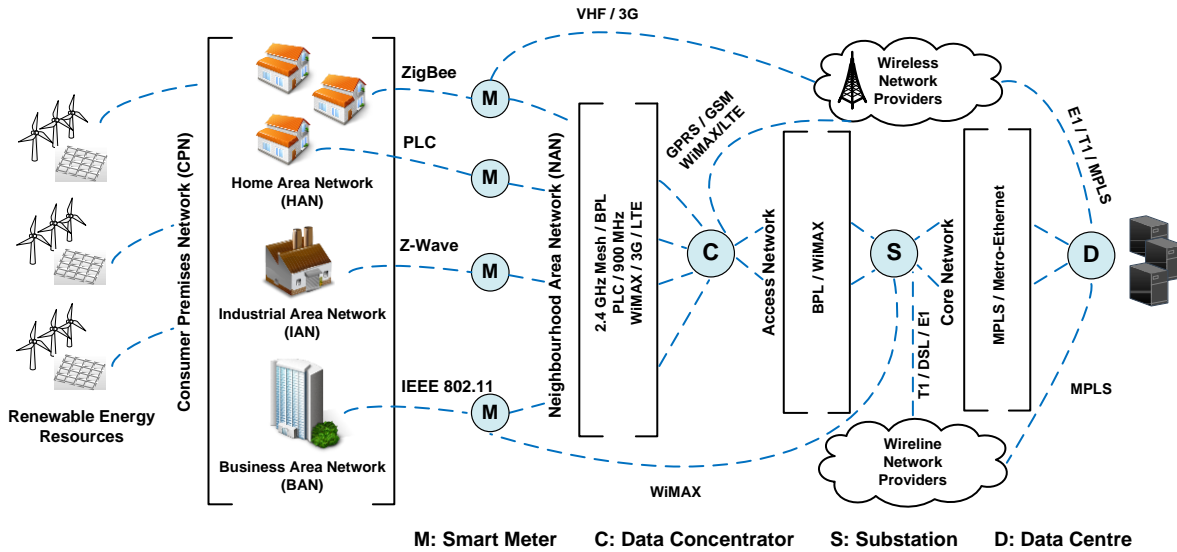 VHF / 3G
Wireless
Network
Providers
ZigBee
M
PLC
M
Z-Wave
M
IEEE 802.11
M
Consumer Premises Network (CPN)
Home Area Network
(HAN)
Industrial Area Network
(IAN)
Business Area Network
(BAN)
Renewable Energy
Resources
Neighbourhood Area Network (NAN)
2.4 GHz Mesh / BPL
PLC / 900 MHz
WiMAX / 3G / LTE
GPRS / GSM
WiMAX/LTE
C
Access Network
BPL / WiMAX
S
T1 / DSL / E1
Core Network
MPLS / Metro-Ethernet
E1 / T1 / MPLS
D
MPLS
Wireline
Network
Providers
WiMAX
M: Smart Meter C: Data Concentrator S: Substation D: Data Centre